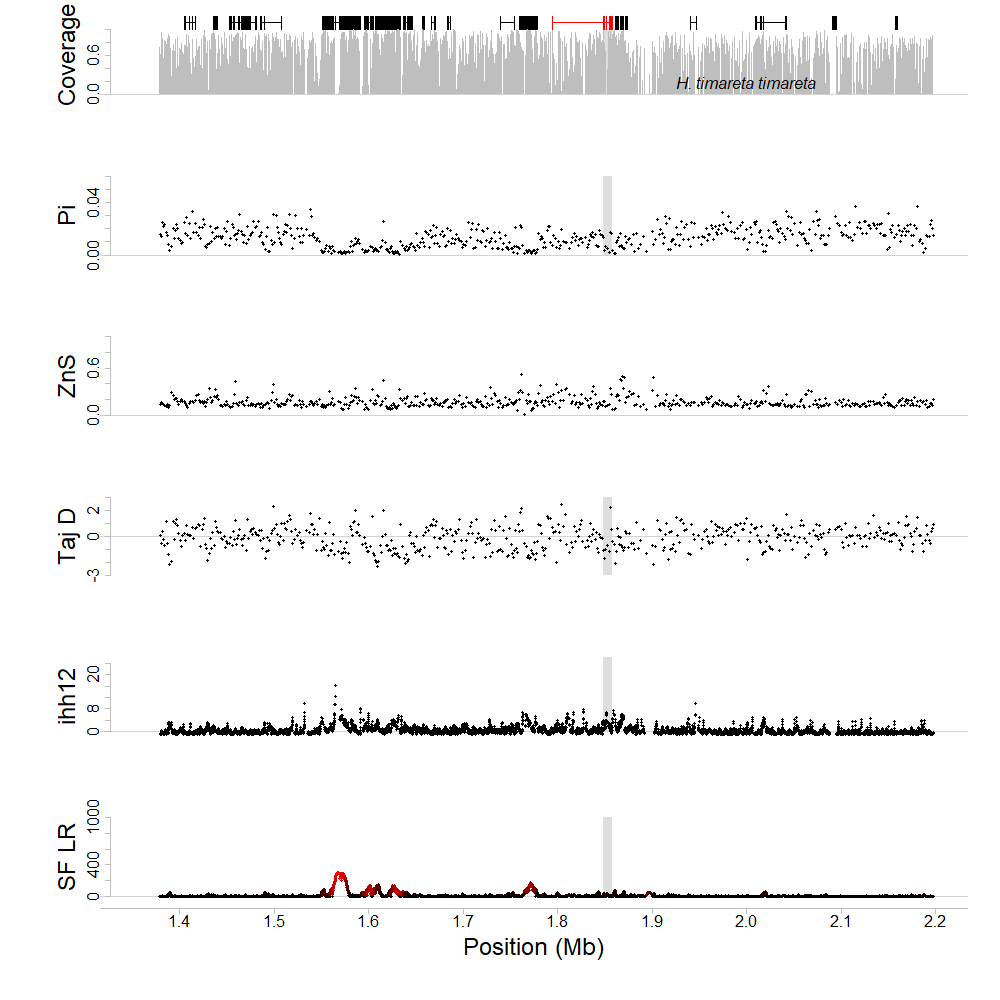 Coverage
0.6
0.0
H. timareta timareta
Pi
0.04
0.00
ZnS
0.6
0.0
Taj D
2
0
-3
ihh12
20
8
0
SF LR
1000
400
0
1.4 1.5 1.6 1.7 1.8 1.9 2.0 2.1 2.2
Position (Mb)